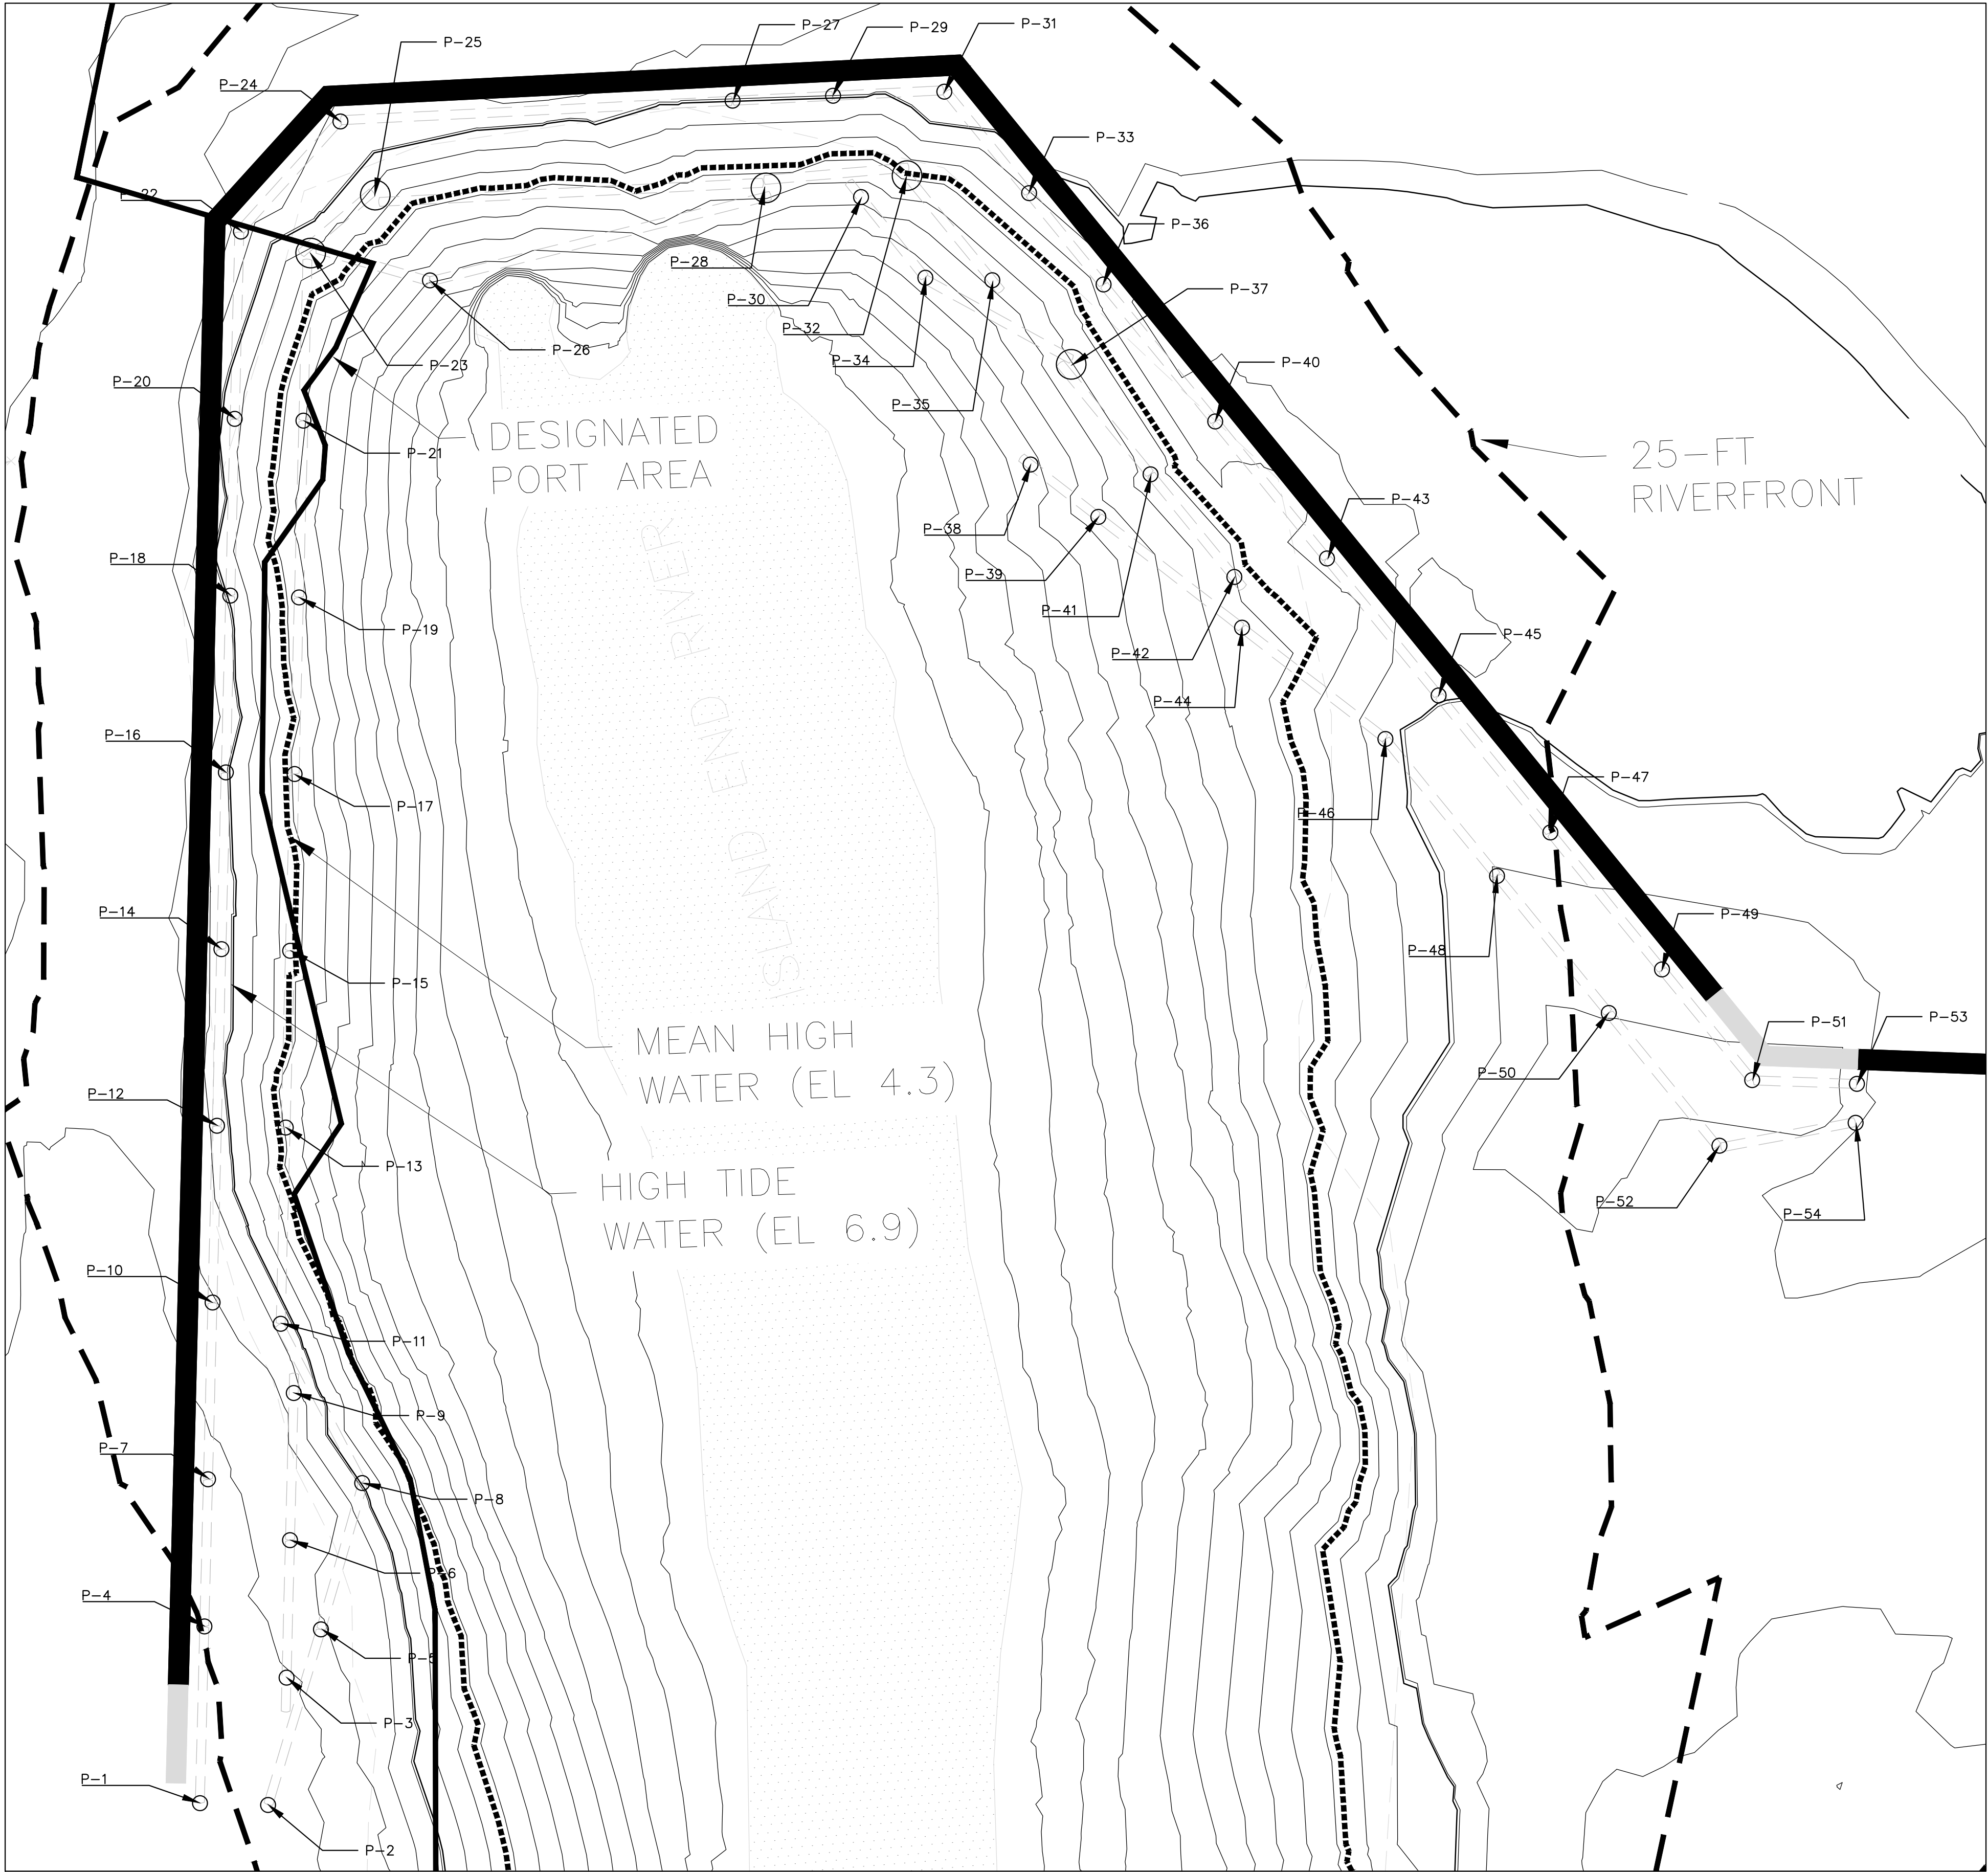 P-31
P-27
P-29
P-25
P-24
P-33
P-22
P-36
P-28
P-37
P-30
P-32
P-26
P-34
P-23
P-40
P-20
P-35
DESIGNATED
PORT AREA
P-21
25-FT
RIVERFRONT
P-43
P-38
P-18
P-39
P-41
P-19
P-45
P-42
P-44
P-16
P-17
P-47
P-46
ISLAND END RIVER
P-14
P-49
P-48
P-15
MEAN HIGH
WATER (EL 4.3)
P-53
P-51
P-50
P-12
P-13
HIGH TIDE
WATER (EL 6.9)
P-52
P-54
P-10
P-11
P-9
P-7
P-8
P-6
P-4
P-5
P-3
P-1
P-2